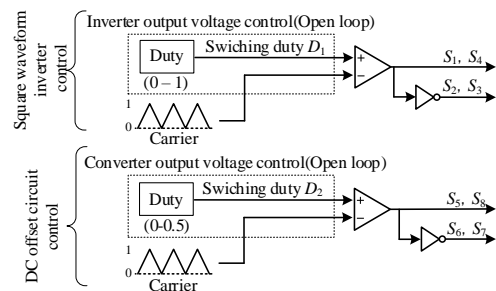 Square waveform
inverter
control
Inverter output voltage control(Open loop)
Duty
Swiching duty D1
(0 – 1)
+
−
1
0
Carrier
S1, S4
S2, S3
DC offset circuit
control
Converter output voltage control(Open loop)
Duty
Swiching duty D2
(0-0.5)
+
−
1
0
Carrier
S5, S8
S6, S7